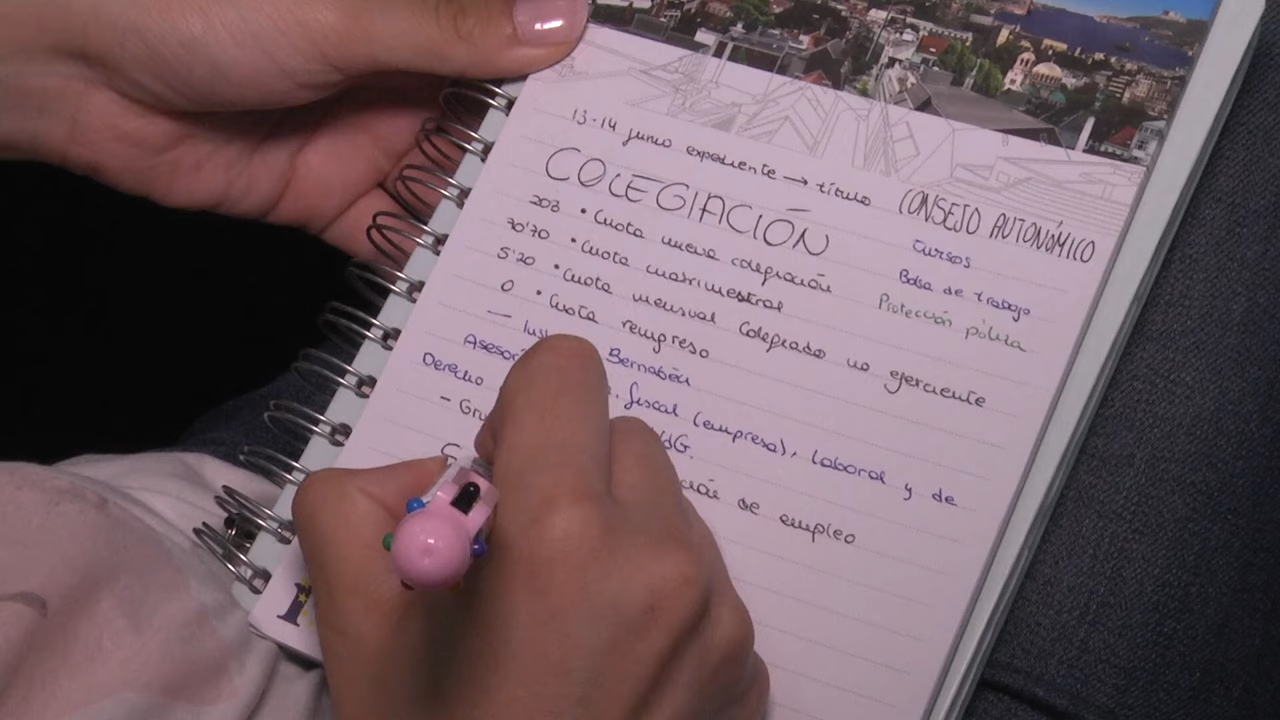 13-14 junio expediente → título
COLEGIACIÓN
CONSEJO AUTONÓMICO
203 • Cuota nueva colegiación
70'70 • Cuota cuatrimestral
5'20 • Cuota mensual colegiado no ejerciente
0 • Cuota reingreso
Cursos
Bolsa de trabajo
Protección póliza
— Bernabéu
fiscal (empresa), laboral y de
Derecho
de empleo